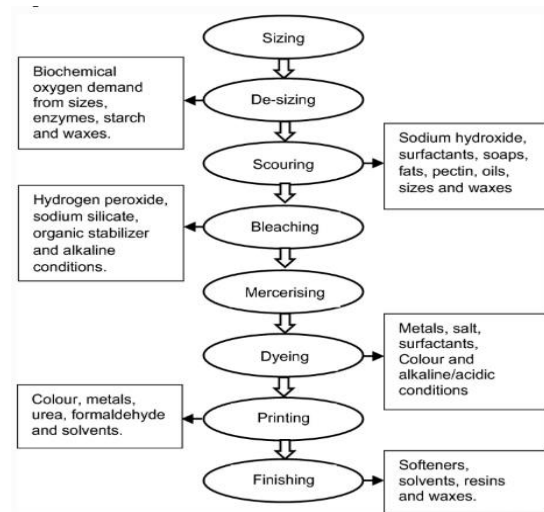 Sizing
Biochemical
oxygen demand
from sizes,
enzymes, starch
and waxes.
De-sizing
Scouring
Sodium hydroxide,
surfactants, soaps,
fats, pectin, oils,
sizes and waxes
Hydrogen peroxide,
sodium silicate,
organic stabilizer
and alkaline
conditions.
Bleaching
Mercerising
Dyeing
Metals, salt,
surfactants,
Colour and
alkaline/acidic
conditions
Colour, metals,
urea, formaldehyde
and solvents.
Printing
Finishing
Softeners,
solvents, resins
and waxes.